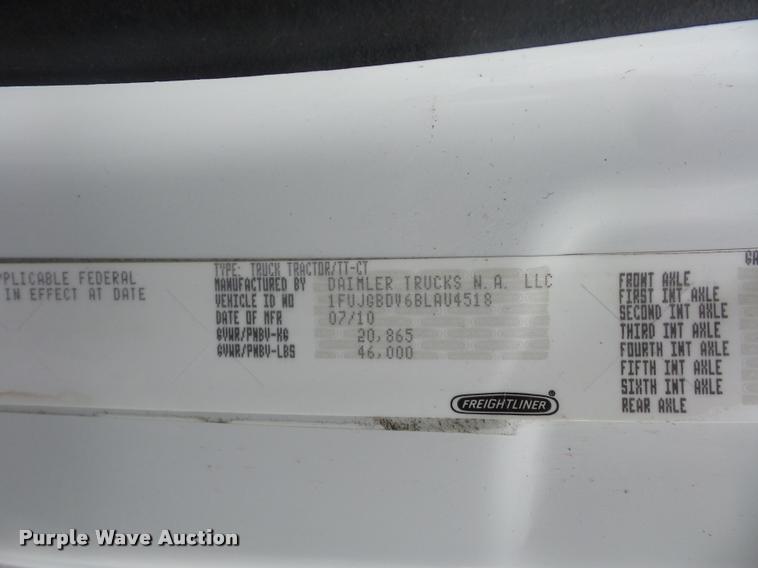 PPLICABLE FEDERAL
IN EFFECT AT DATE
TYPE: TRUCK TRACTOR/TT-CT
MANUFACTURED BY DAIMLER TRUCKS N.A. LLC
VEHICLE ID NO 1FUJGBDV6BLAV4518
DATE OF MFR 07/10
GVWR/PNBV-KG 20,865
GVWR/PNBV-LBS 46,000
FREIGHTLINER®
GA
FRONT AXLE
FIRST INT AXLE
SECOND INT AXLE
THIRD INT AXLE
FOURTH INT AXLE
FIFTH INT AXLE
SIXTH INT AXLE
REAR AXLE
Purple Wave Auction